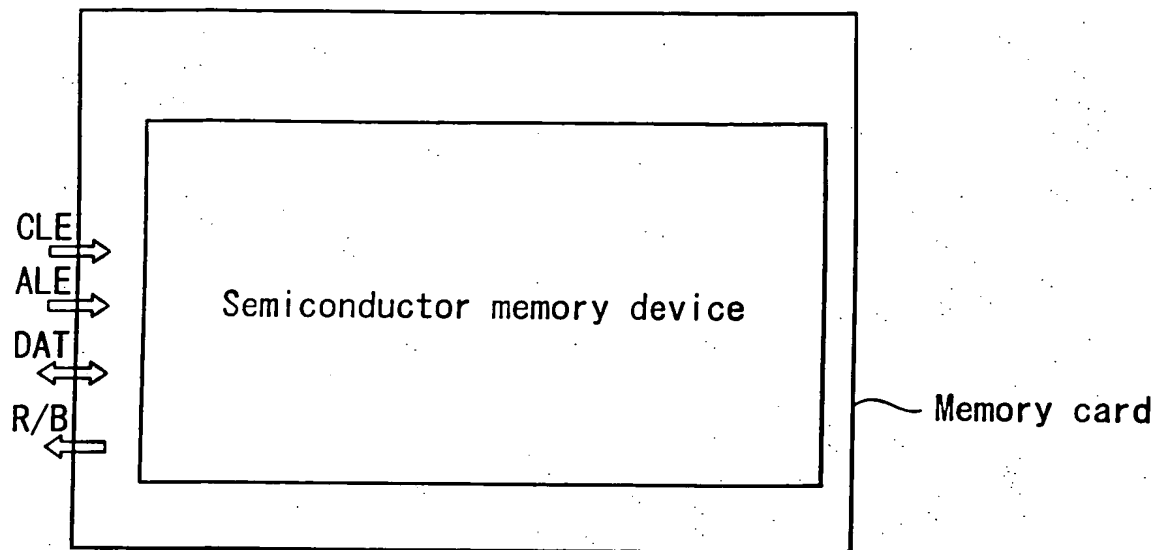 CLE
ALE
Semiconductor memory device
DAT
R/B
Memory card